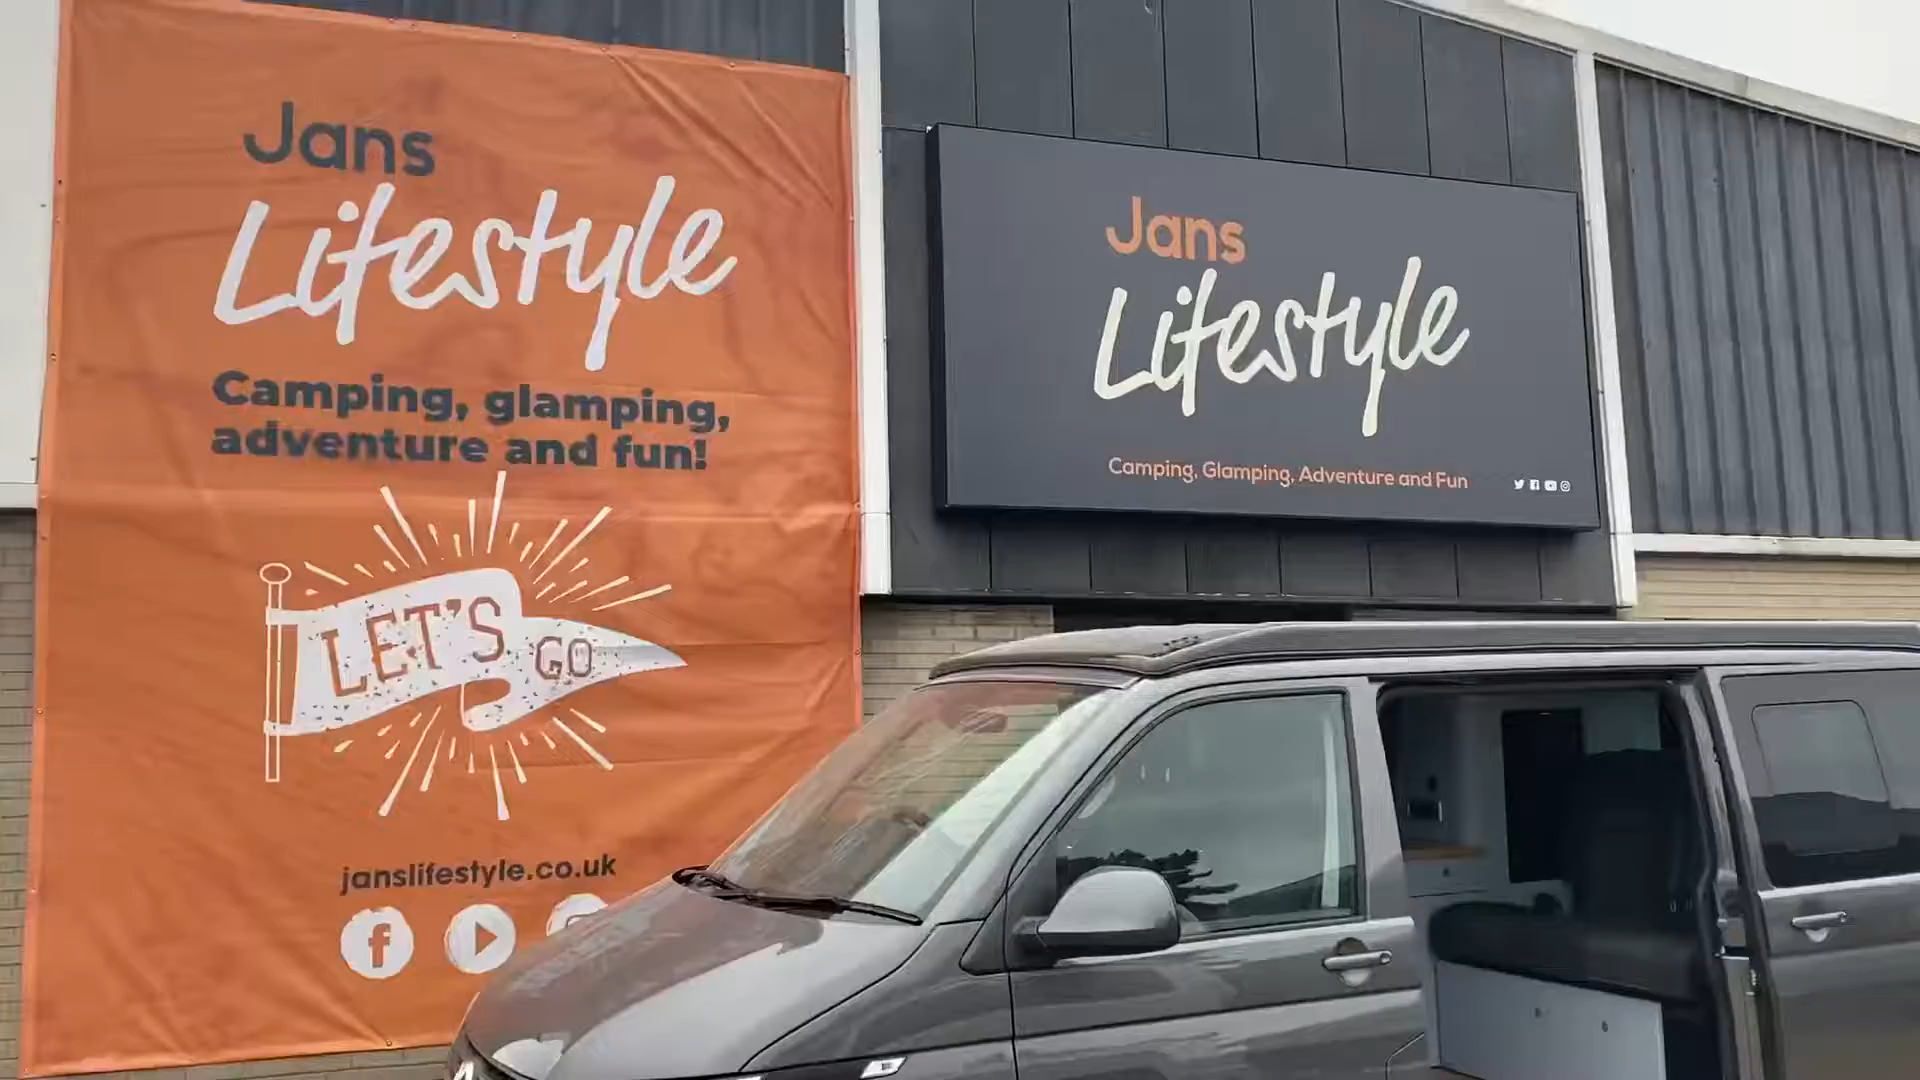 Jans
Lifestyle
Camping, glamping,
adventure and fun!
LET'S GO
janslifestyle.co.uk
Jans
Lifestyle
Camping, Glamping, Adventure and Fun